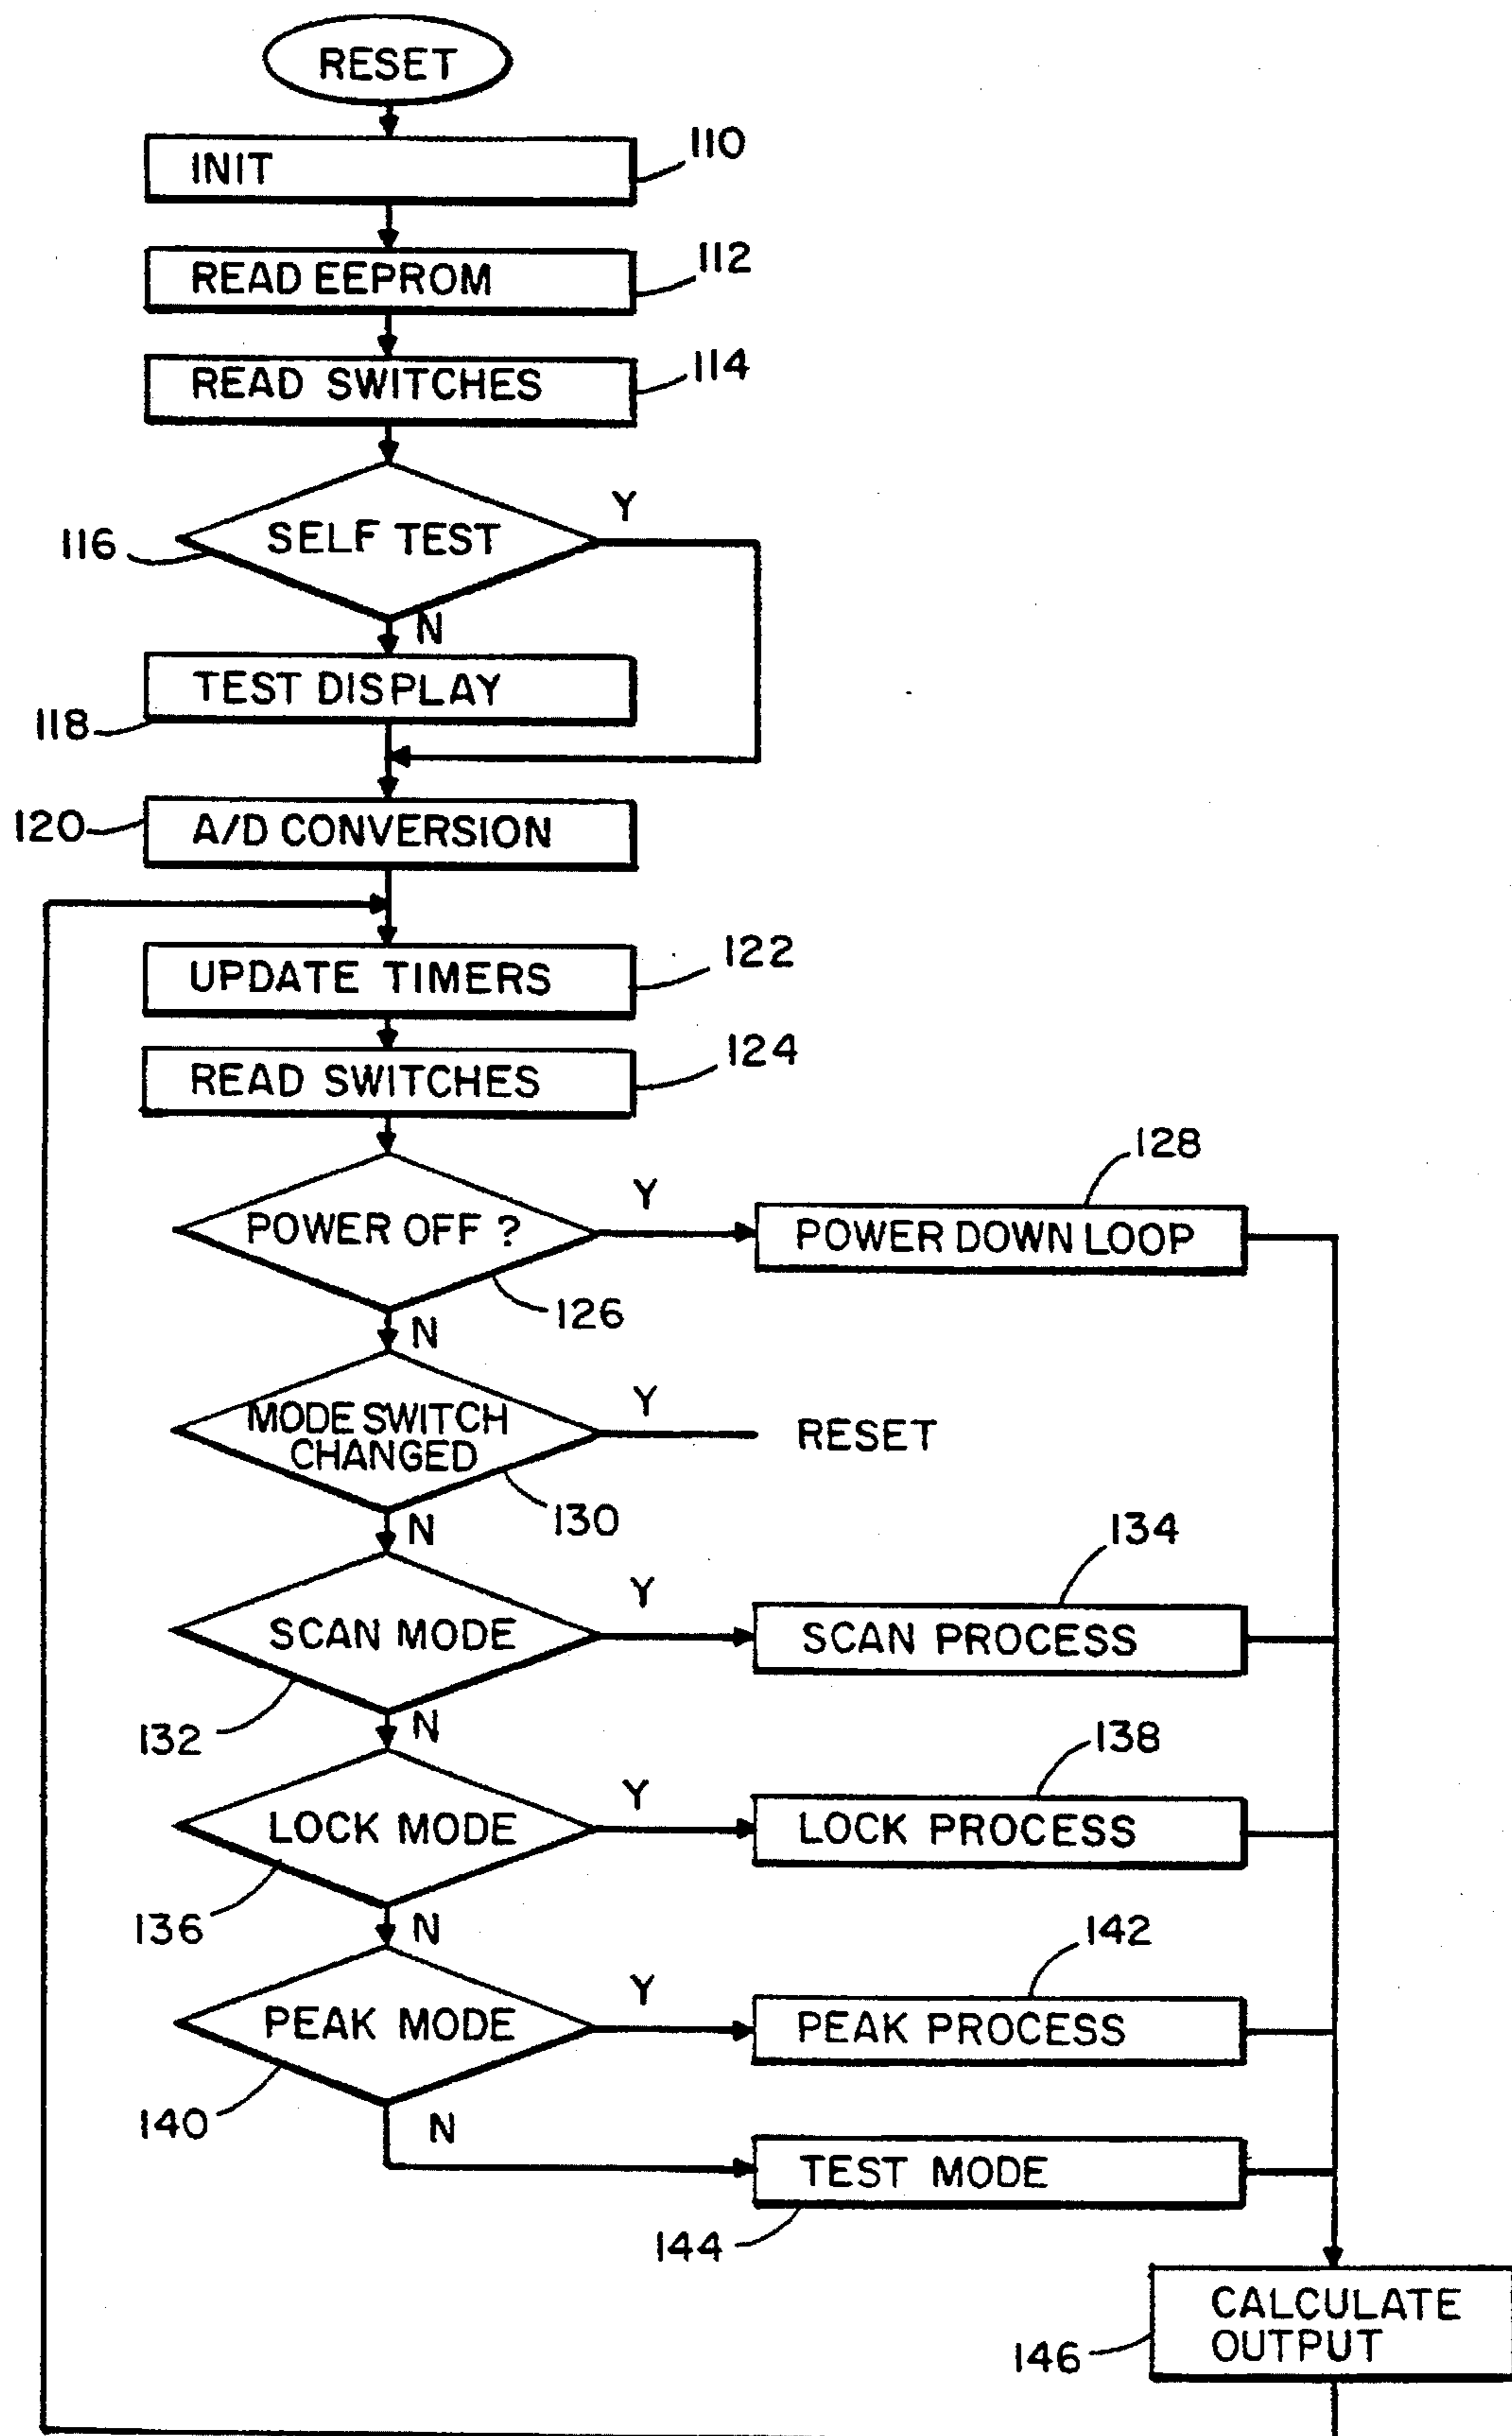 RESET
INIT
110
READ EEPROM
112
READ SWITCHES
114
SELF TEST
Y
116
N
TEST DISPLAY
118
A/D CONVERSION
120
UPDATE TIMERS
122
READ SWITCHES
124
POWER OFF ?
Y
POWER DOWN LOOP
128
126
N
MODE SWITCH
CHANGED
Y
RESET
130
N
SCAN MODE
Y
SCAN PROCESS
134
132
N
LOCK MODE
Y
LOCK PROCESS
138
136
N
PEAK MODE
Y
PEAK PROCESS
142
140
N
TEST MODE
144
CALCULATE
OUTPUT
146